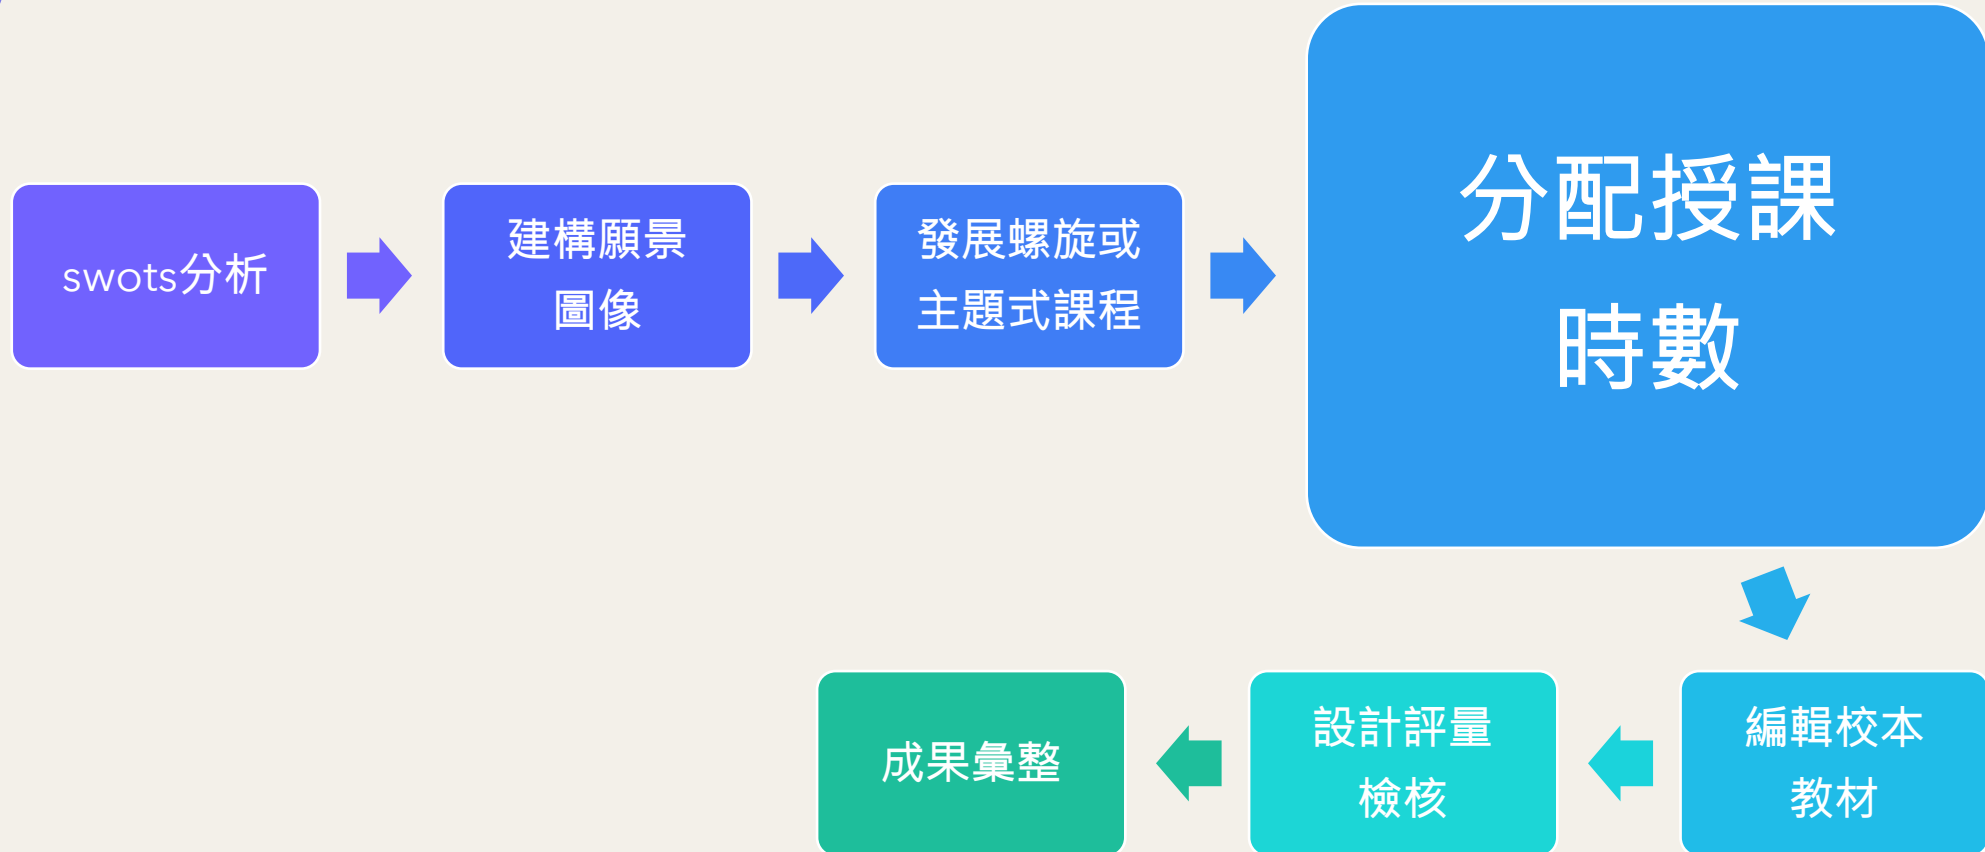 swots分析
建構願景
圖像
發展螺旋或
主題式課程
分配授課
時數
編輯校本
教材
設計評量
檢核
成果彙整